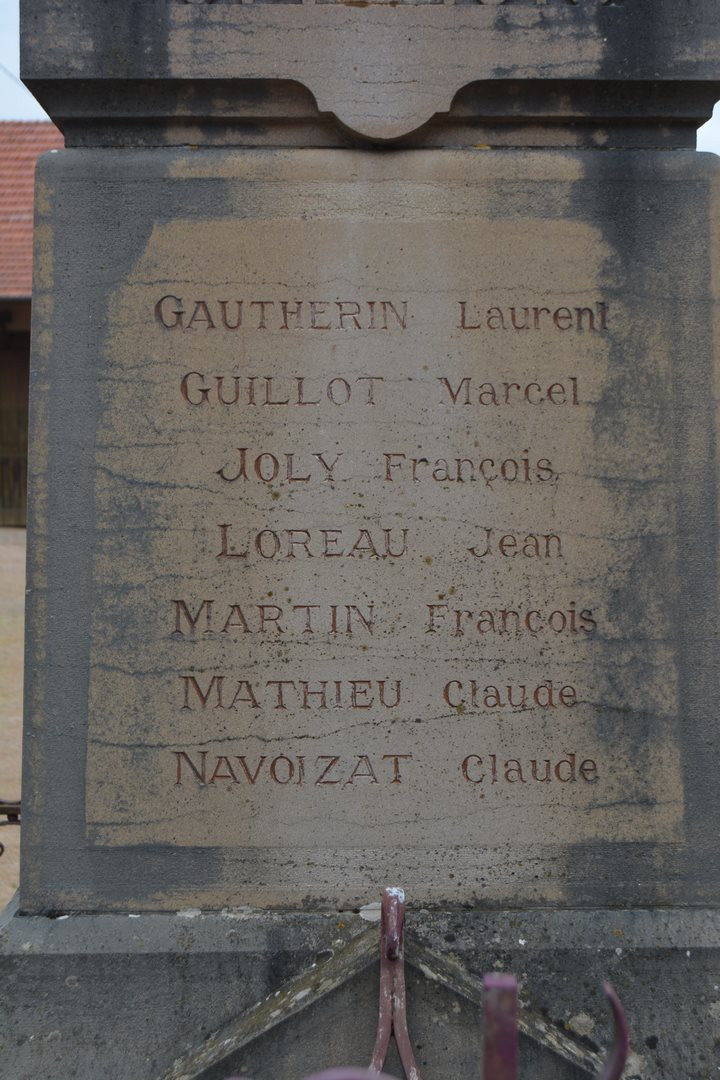 GAUTHERIN Laurent
GUILLOT Marcel
JOLY François
LOREAU Jean
MARTIN François
MATHIEU Claude
NAVOIZAT Claude